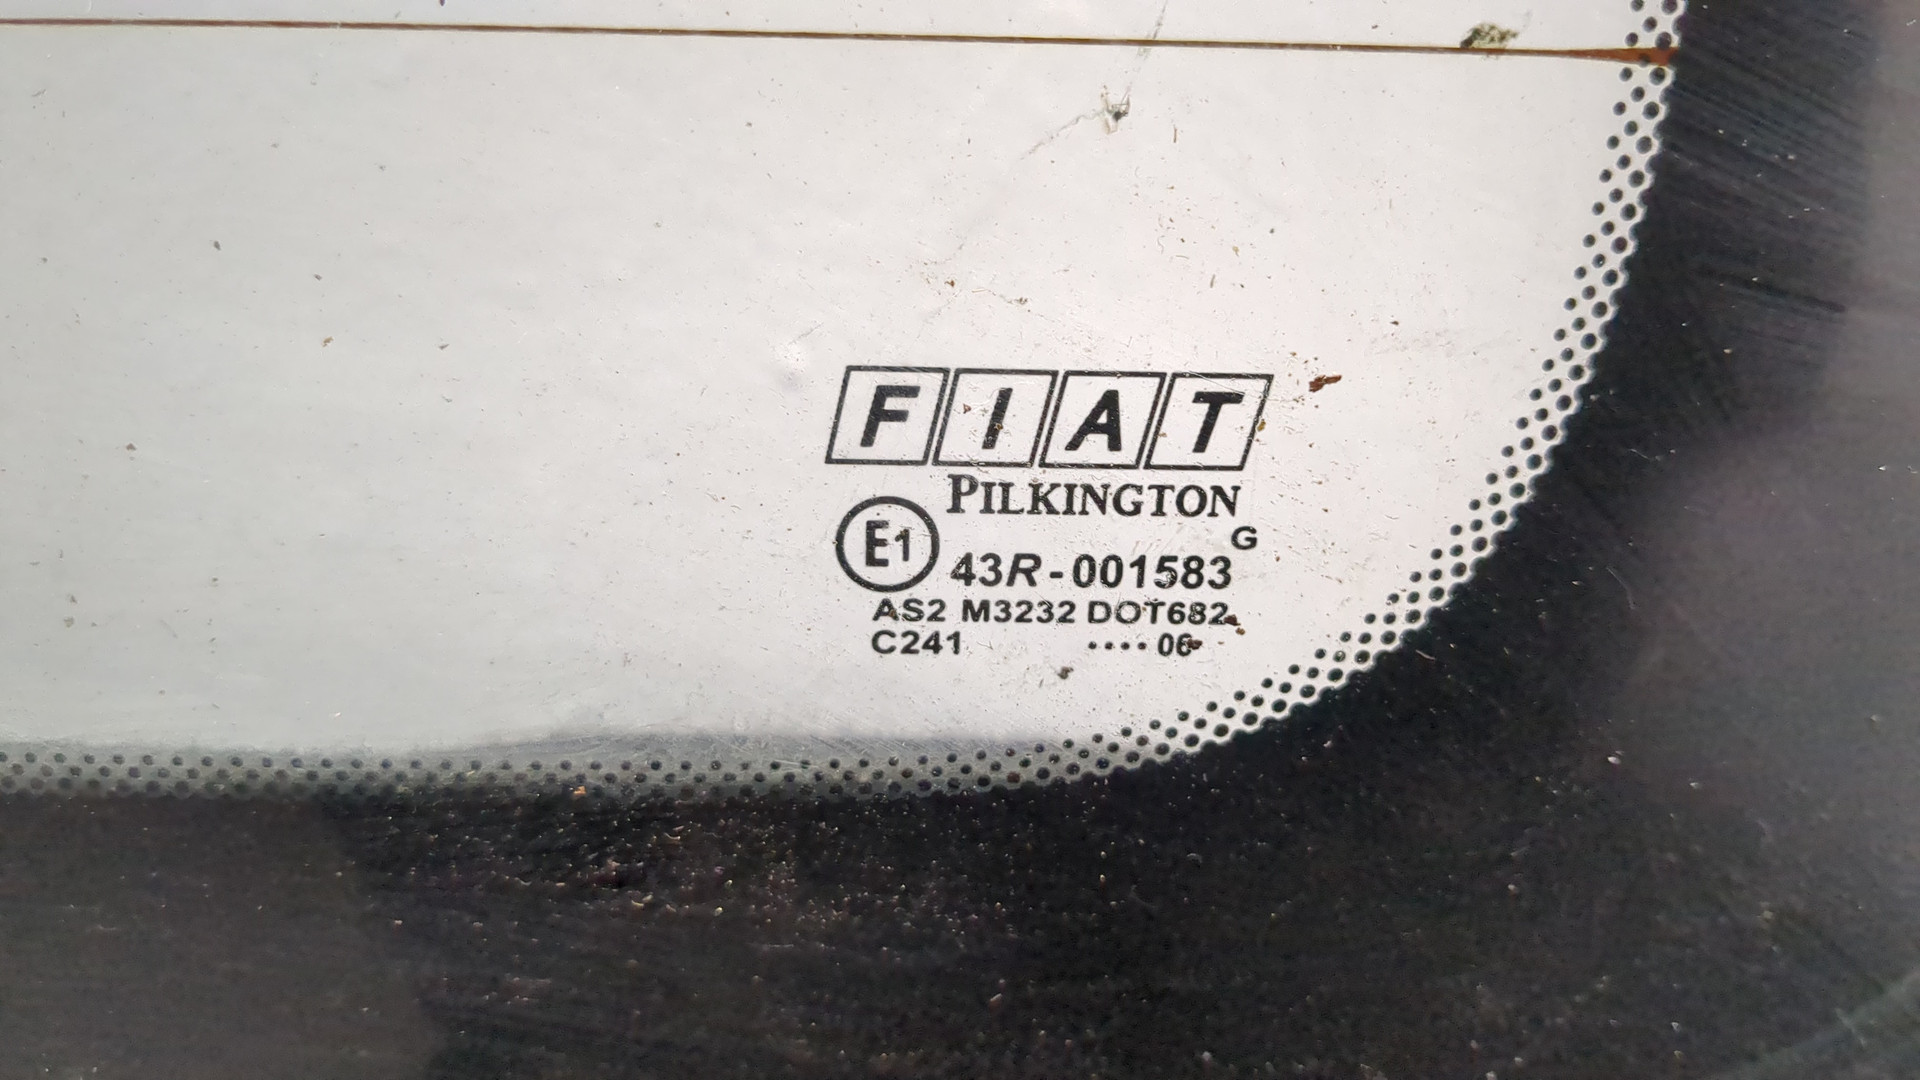 FIAT
PILKINGTON
E1
G
43R-001583
AS2 M3232 DOT682
C241 .... 06